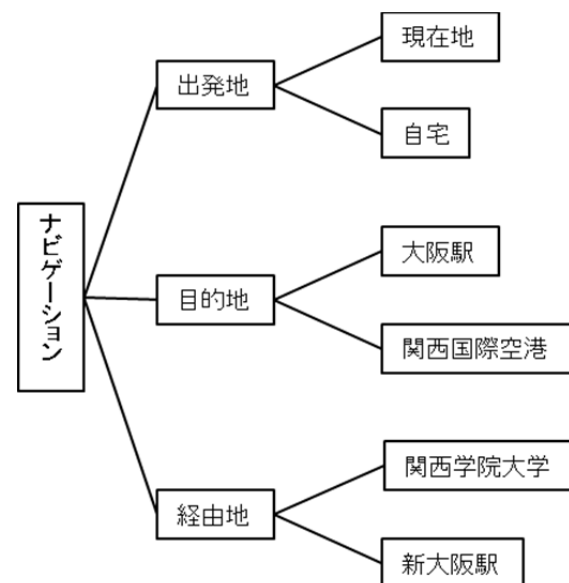 ナビゲーション
出発地
現在地
自宅
目的地
大阪駅
関西国際空港
経由地
関西学院大学
新大阪駅